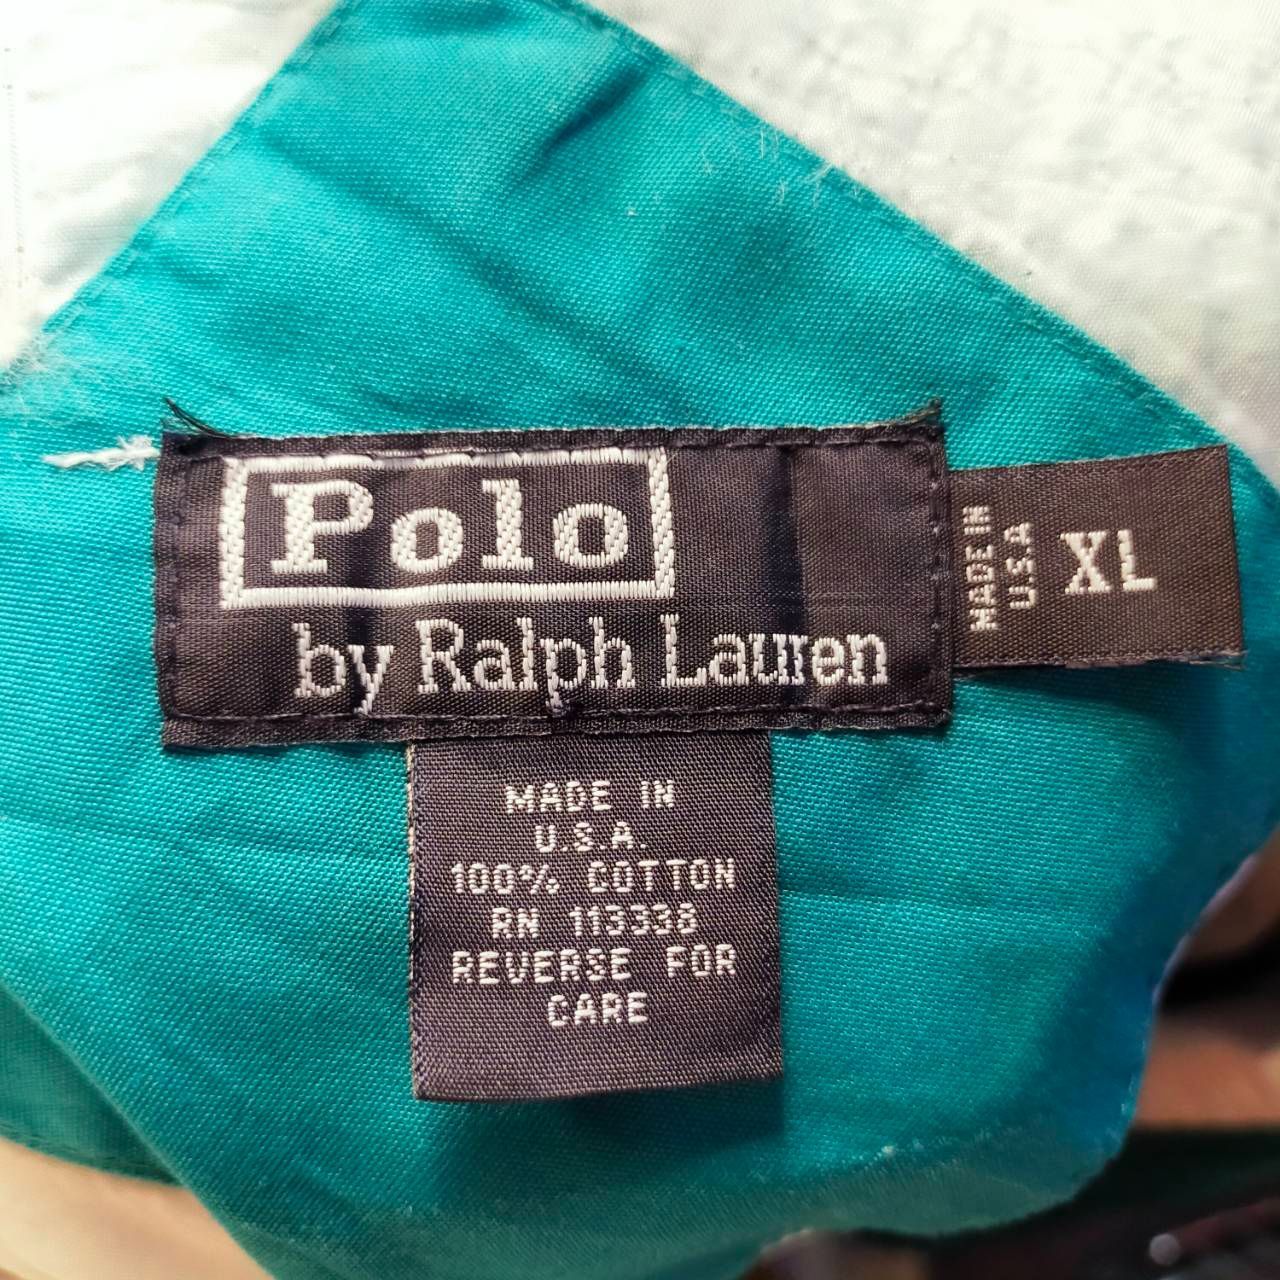 Polo
by Ralph Lauren
MADE IN
U.S.A
XL
MADE IN
U.S.A.
100% COTTON
RN 113338
REVERSE FOR
CARE